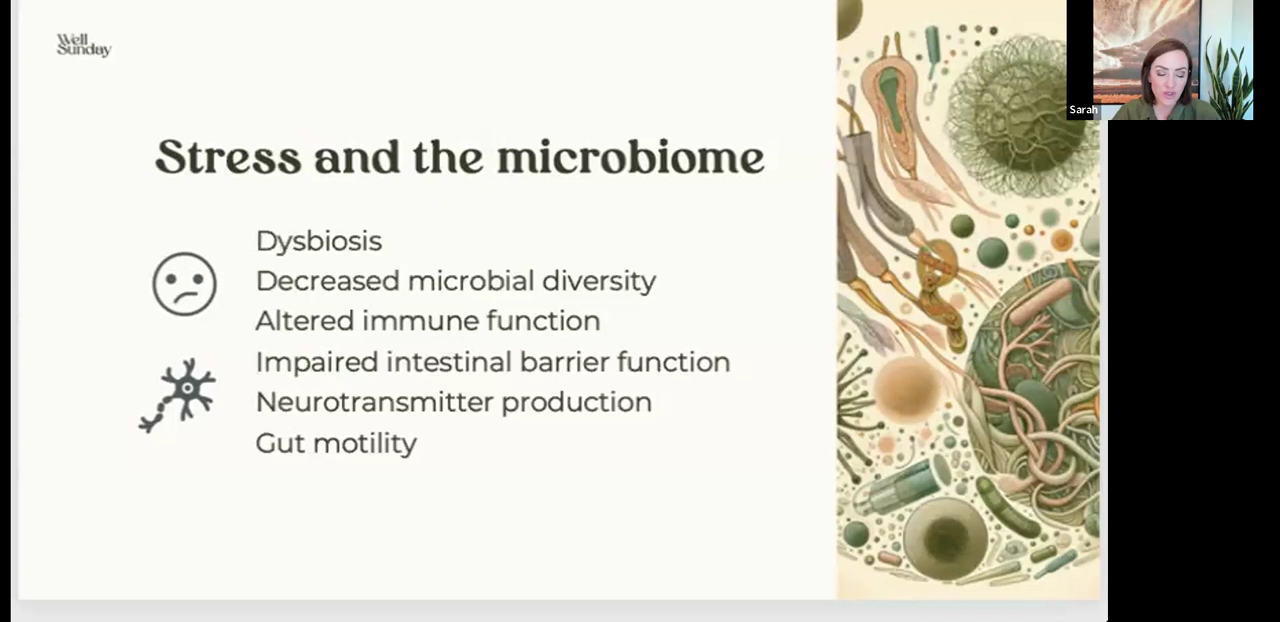 Well
Sunday
Stress and the microbiome
Dysbiosis
Decreased microbial diversity
Altered immune function
Impaired intestinal barrier function
Neurotransmitter production
Gut motility
Sarah